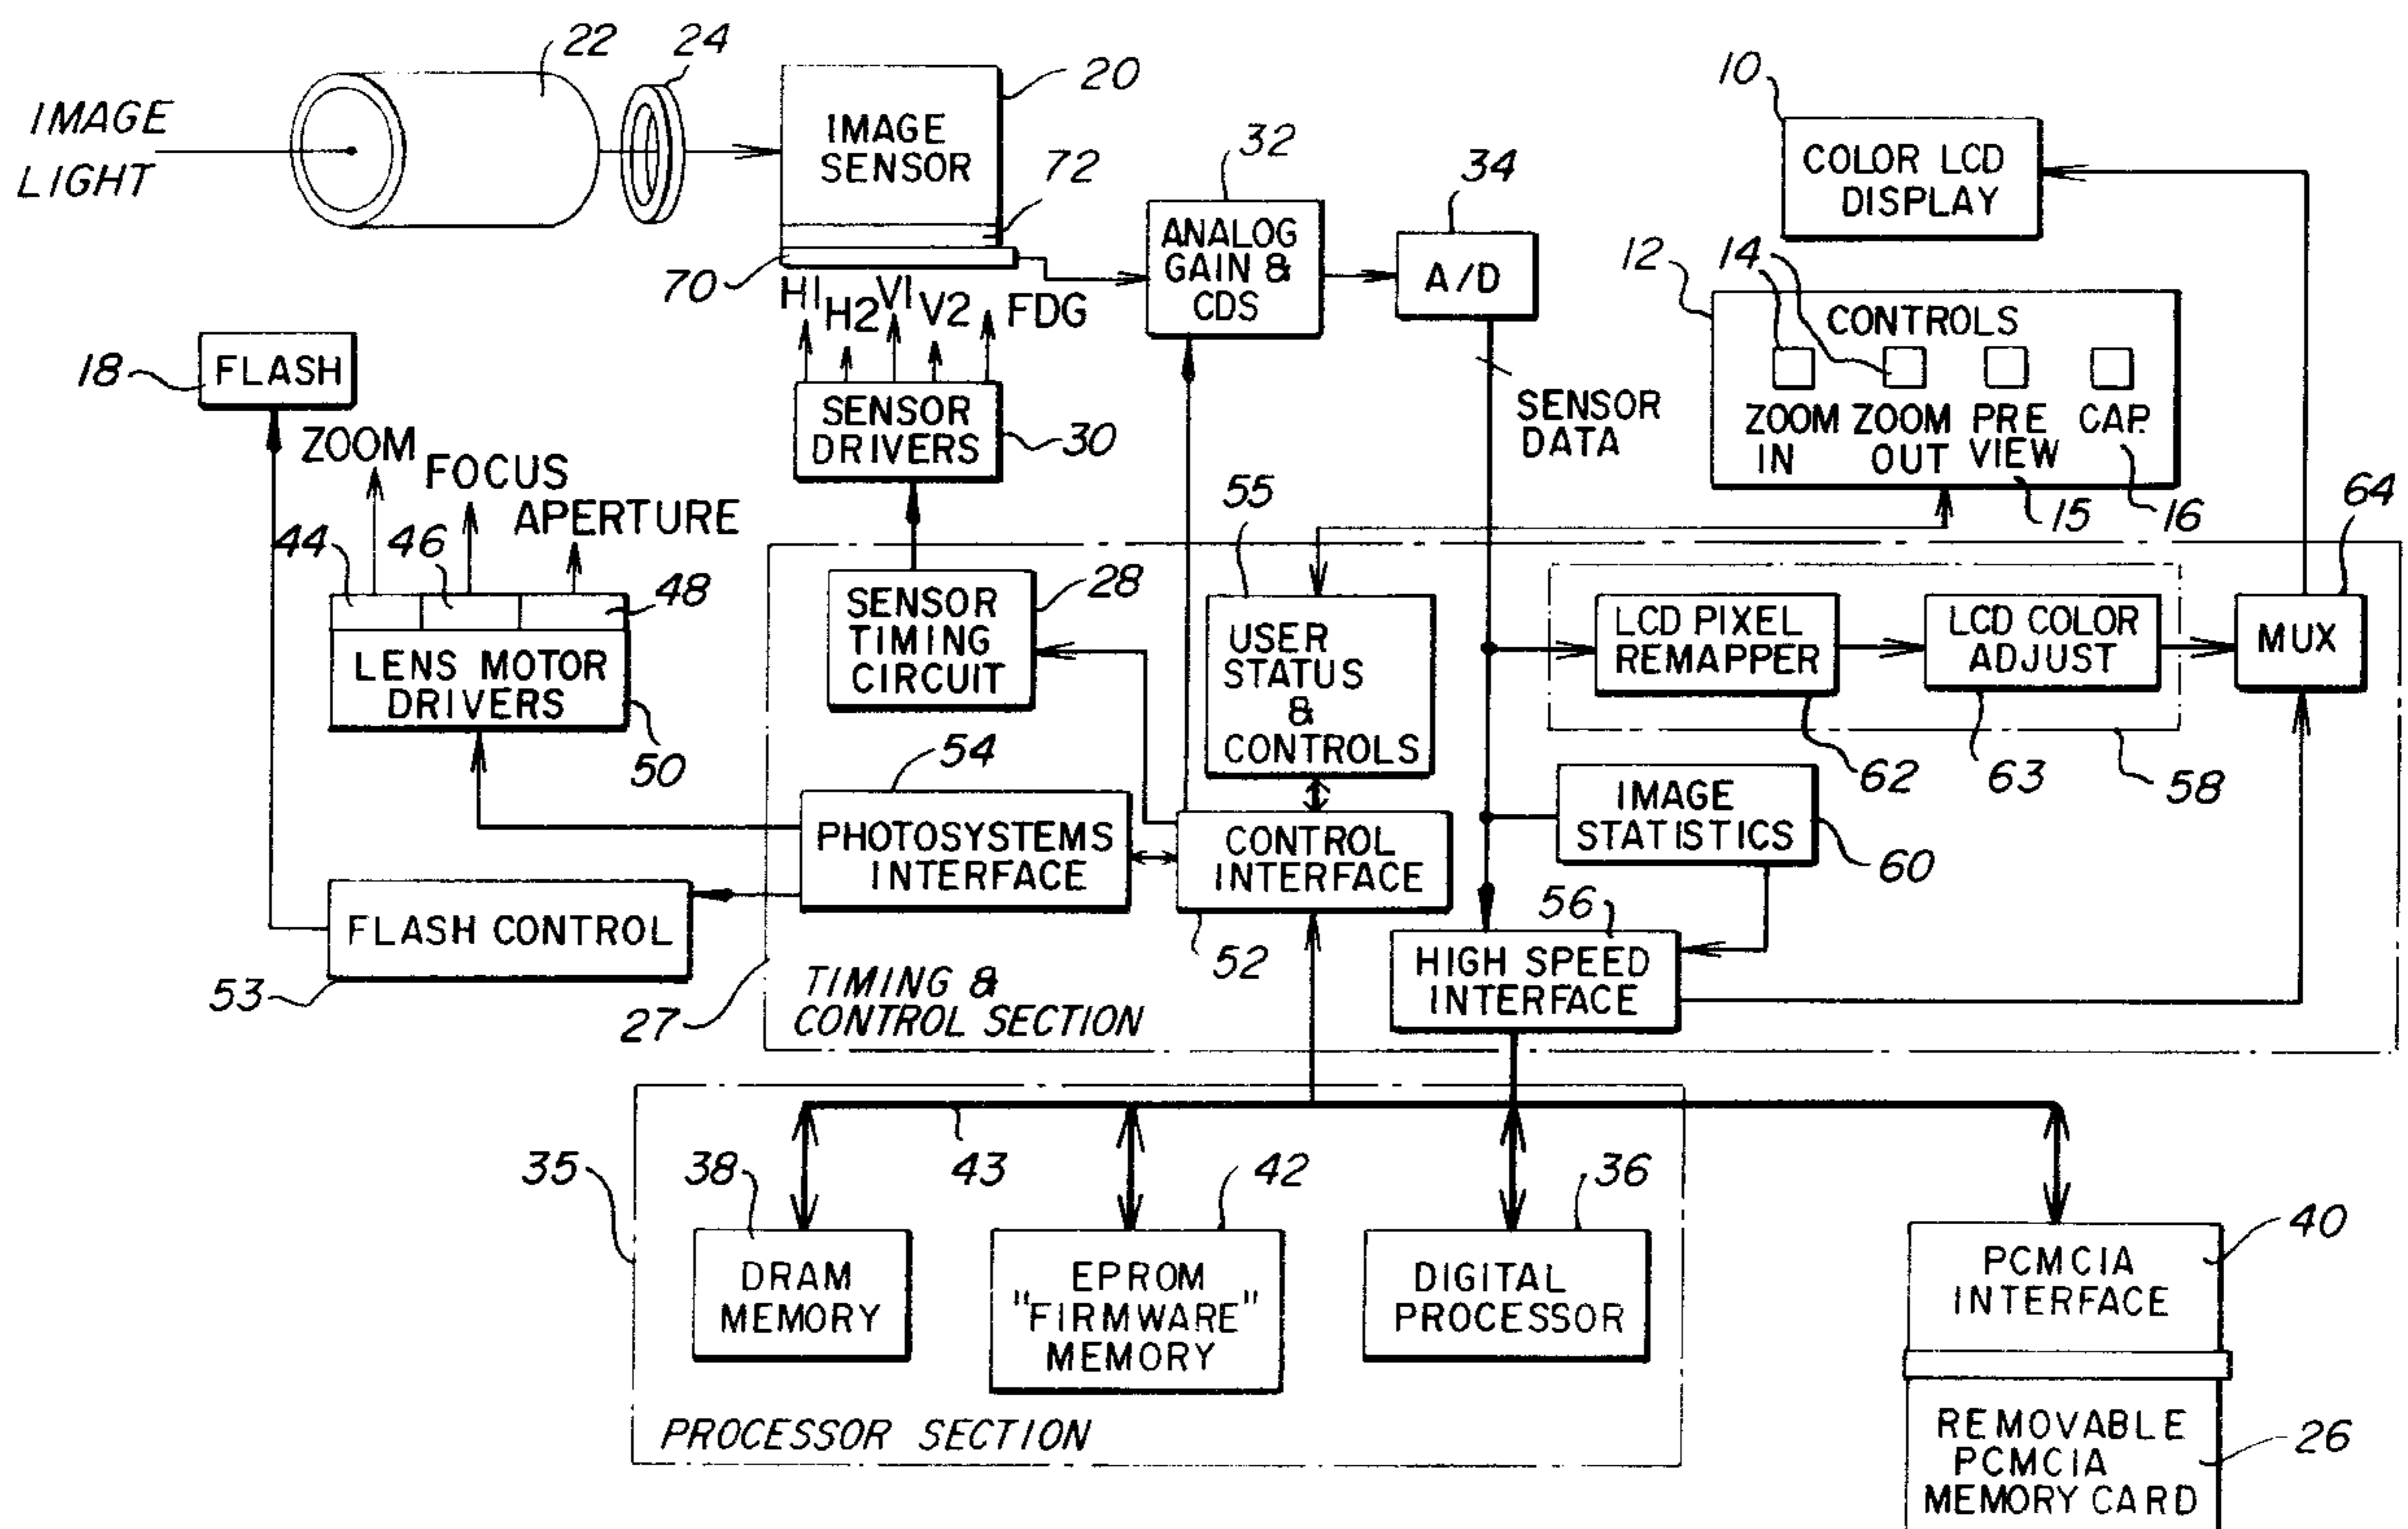 22
24
20
10
IMAGE
LIGHT
IMAGE
SENSOR
72
32
34
COLOR LCD
DISPLAY
70
ANALOG
GAIN &
CDS
A/D
12
14
CONTROLS
ZOOM
IN
ZOOM
OUT
PRE
VIEW
CAP.
15
16
H1
H2
V1
V2
FDG
18
FLASH
SENSOR
DRIVERS
30
SENSOR
DATA
ZOOM
FOCUS
APERTURE
44
46
48
LENS MOTOR
DRIVERS
50
SENSOR
TIMING
CIRCUIT
28
55
USER
STATUS
&
CONTROLS
LCD PIXEL
REMAPPER
62
LCD COLOR
ADJUST
63
58
64
MUX
54
PHOTOSYSTEMS
INTERFACE
CONTROL
INTERFACE
52
IMAGE
STATISTICS
60
FLASH CONTROL
53
56
HIGH SPEED
INTERFACE
27
TIMING &
CONTROL SECTION
35
38
43
42
36
40
DRAM
MEMORY
EPROM
"FIRMWARE"
MEMORY
DIGITAL
PROCESSOR
PCMCIA
INTERFACE
PROCESSOR SECTION
REMOVABLE
PCMCIA
MEMORY CARD
26